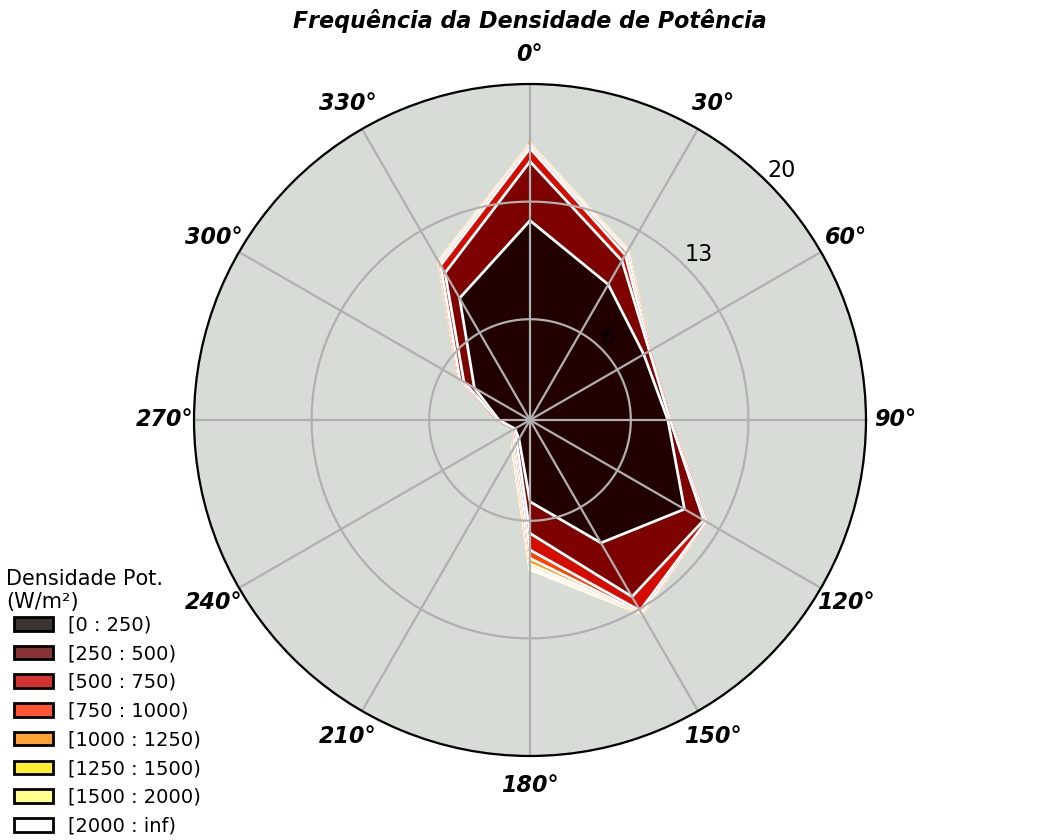 Frequência da Densidade de Potência
0°
330°
30°
20
300°
60°
13
6
270°
90°
240°
120°
210°
150°
180°
Densidade Pot.
(W/m²)
[0 : 250)
[250 : 500)
[500 : 750)
[750 : 1000)
[1000 : 1250)
[1250 : 1500)
[1500 : 2000)
[2000 : inf)